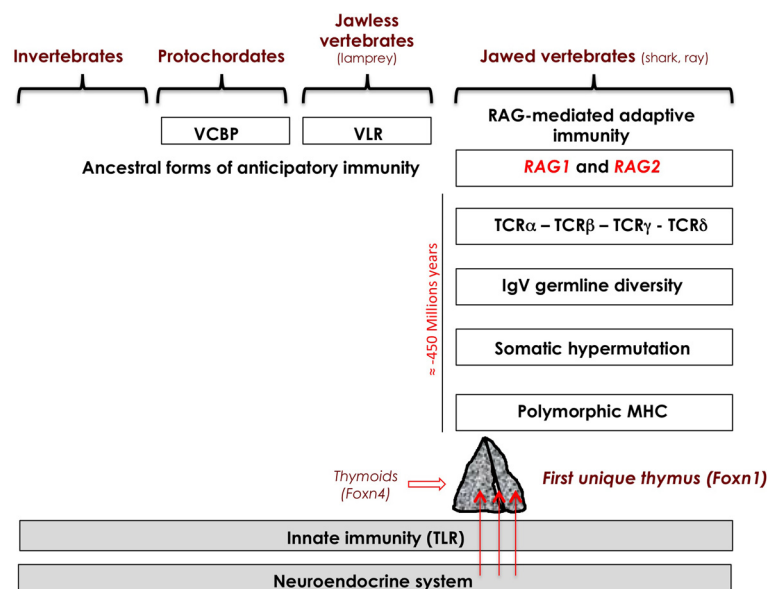 Invertebrates
Protochordates
Jawless
vertebrates
(lamprey)
Jawed vertebrates (shark, ray)
VCBP
VLR
Ancestral forms of anticipatory immunity
RAG-mediated adaptive
immunity
RAG1 and RAG2
TCRα – TCRβ – TCRγ - TCRδ
IgV germline diversity
Somatic hypermutation
Polymorphic MHC
≈ -450 Millions years
Thymoids
(Foxn4)
First unique thymus (Foxn1)
Innate immunity (TLR)
Neuroendocrine system